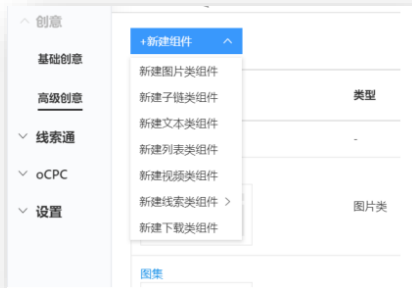 创意
基础创意
高级创意
线索通
oCPC
设置
+新建组件
新建图片类组件
新建子链类组件
新建文本类组件
新建列表类组件
新建视频类组件
新建线索类组件
新建下载类组件
类型
-
图片类
图集